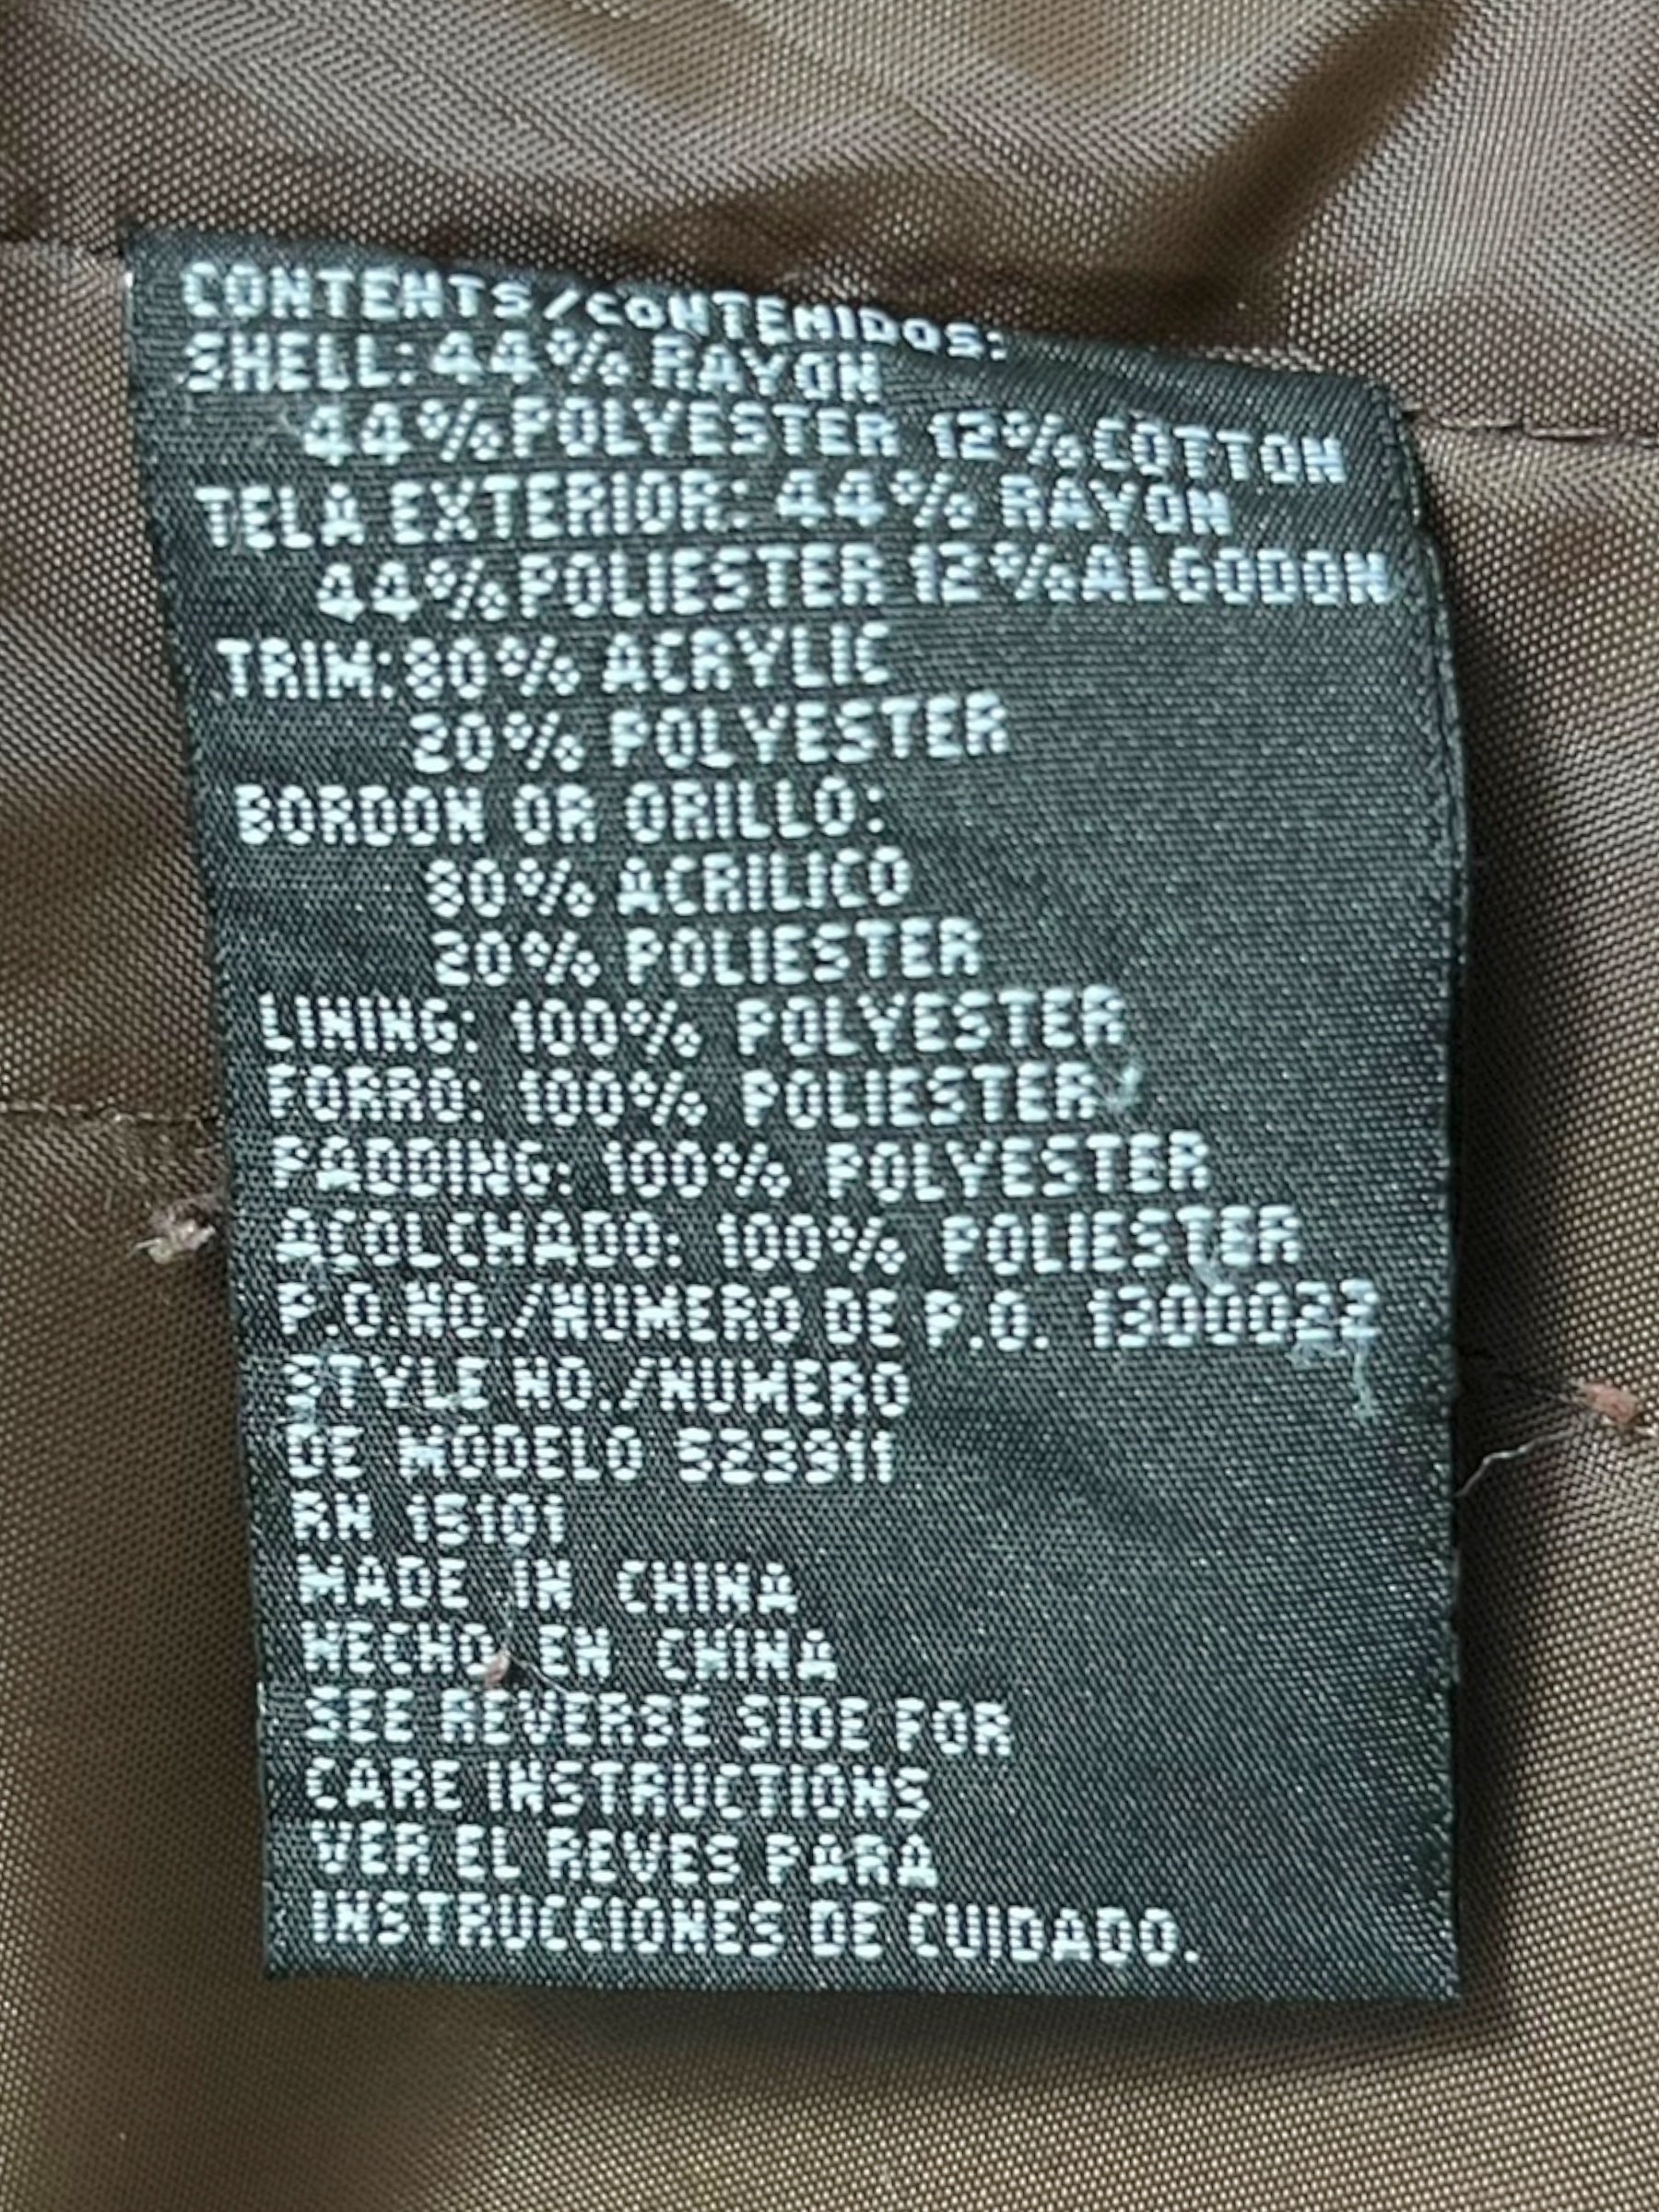 CONTENTS/CONTENIDOS:
SHELL: 44% RAYON
44% POLYESTER 12% COTTON
TELA EXTERIOR: 44% RAYON
44% POLIESTER 12% ALGODON
TRIM: 80% ACRYLIC
20% POLYESTER
BORDON OR ORILLO:
80% ACRILICO
20% POLIESTER
LINING: 100% POLYESTER
FORRO: 100% POLIESTER
PADDING: 100% POLYESTER
ACOLCHADO: 100% POLIESTER
P.O.NO./NUMERO DE P.O. 1300022
STYLE NO./NUMERO
DE MODELO 523911
RN 15101
MADE IN CHINA
HECHO EN CHINA
SEE REVERSE SIDE FOR
CARE INSTRUCTIONS
VER EL REVES PARA
INSTRUCCIONES DE CUIDADO.